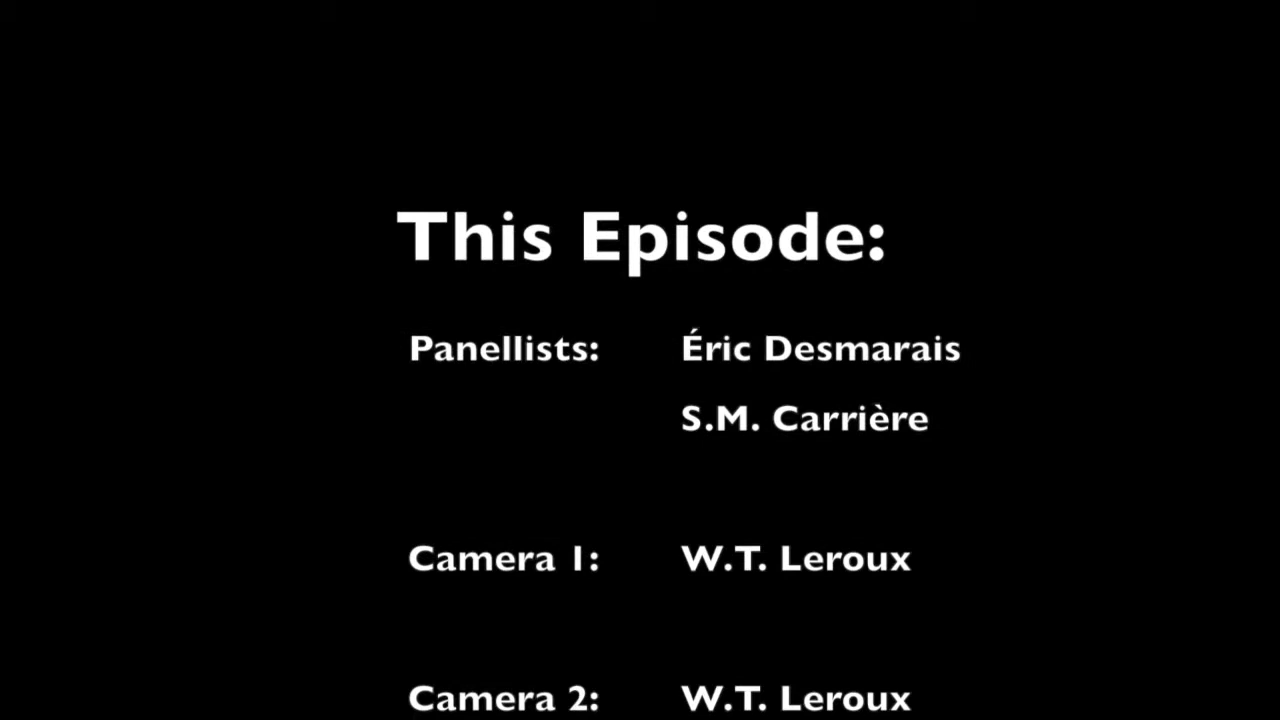 This Episode:
Panellists: Éric Desmarais
S.M. Carrière
Camera 1: W.T. Leroux
Camera 2: W.T. Leroux